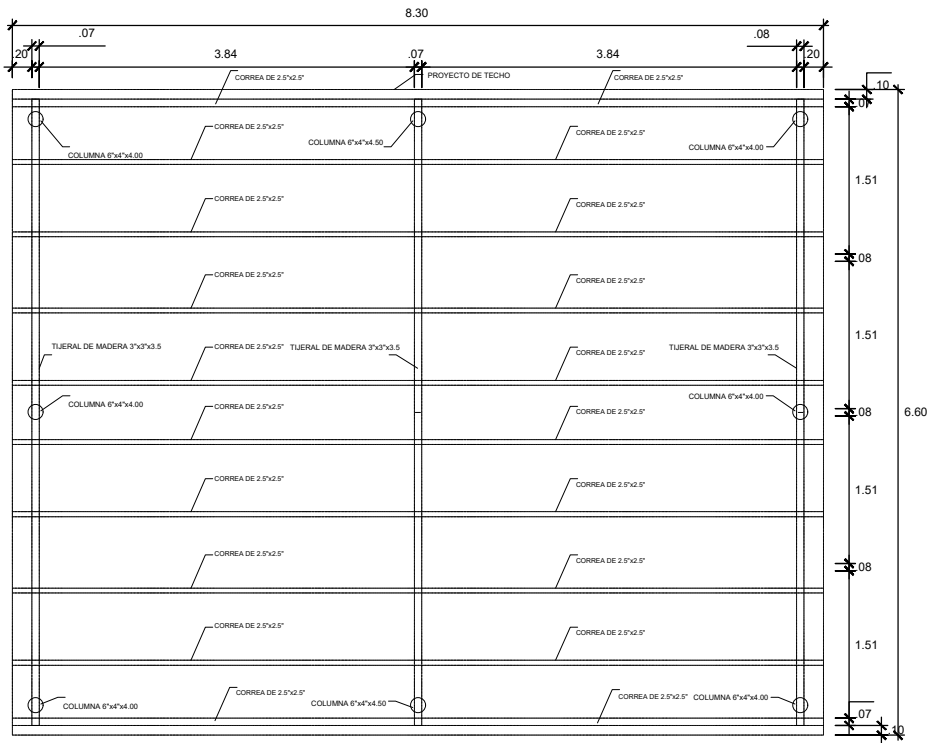 8.30
.07
.08
.20
3.84
.07
3.84
.20
CORREA DE 2.5"x2.5"
PROYECTO DE TECHO
CORREA DE 2.5"x2.5"
.10
.07
CORREA DE 2.5"x2.5"
CORREA DE 2.5"x2.5"
COLUMNA 6"x4"x4.00
COLUMNA 6"x4"x4.50
COLUMNA 6"x4"x4.00
1.51
CORREA DE 2.5"x2.5"
CORREA DE 2.5"x2.5"
.08
CORREA DE 2.5"x2.5"
CORREA DE 2.5"x2.5"
1.51
TIJERAL DE MADERA 3"x3"x3.5
CORREA DE 2.5"x2.5"
TIJERAL DE MADERA 3"x3"x3.5
CORREA DE 2.5"x2.5"
TIJERAL DE MADERA 3"x3"x3.5
COLUMNA 6"x4"x4.00
CORREA DE 2.5"x2.5"
CORREA DE 2.5"x2.5"
COLUMNA 6"x4"x4.00
.08
6.60
CORREA DE 2.5"x2.5"
CORREA DE 2.5"x2.5"
1.51
CORREA DE 2.5"x2.5"
CORREA DE 2.5"x2.5"
.08
CORREA DE 2.5"x2.5"
CORREA DE 2.5"x2.5"
1.51
COLUMNA 6"x4"x4.00
CORREA DE 2.5"x2.5"
COLUMNA 6"x4"x4.50
CORREA DE 2.5"x2.5"
COLUMNA 6"x4"x4.00
.07
.10